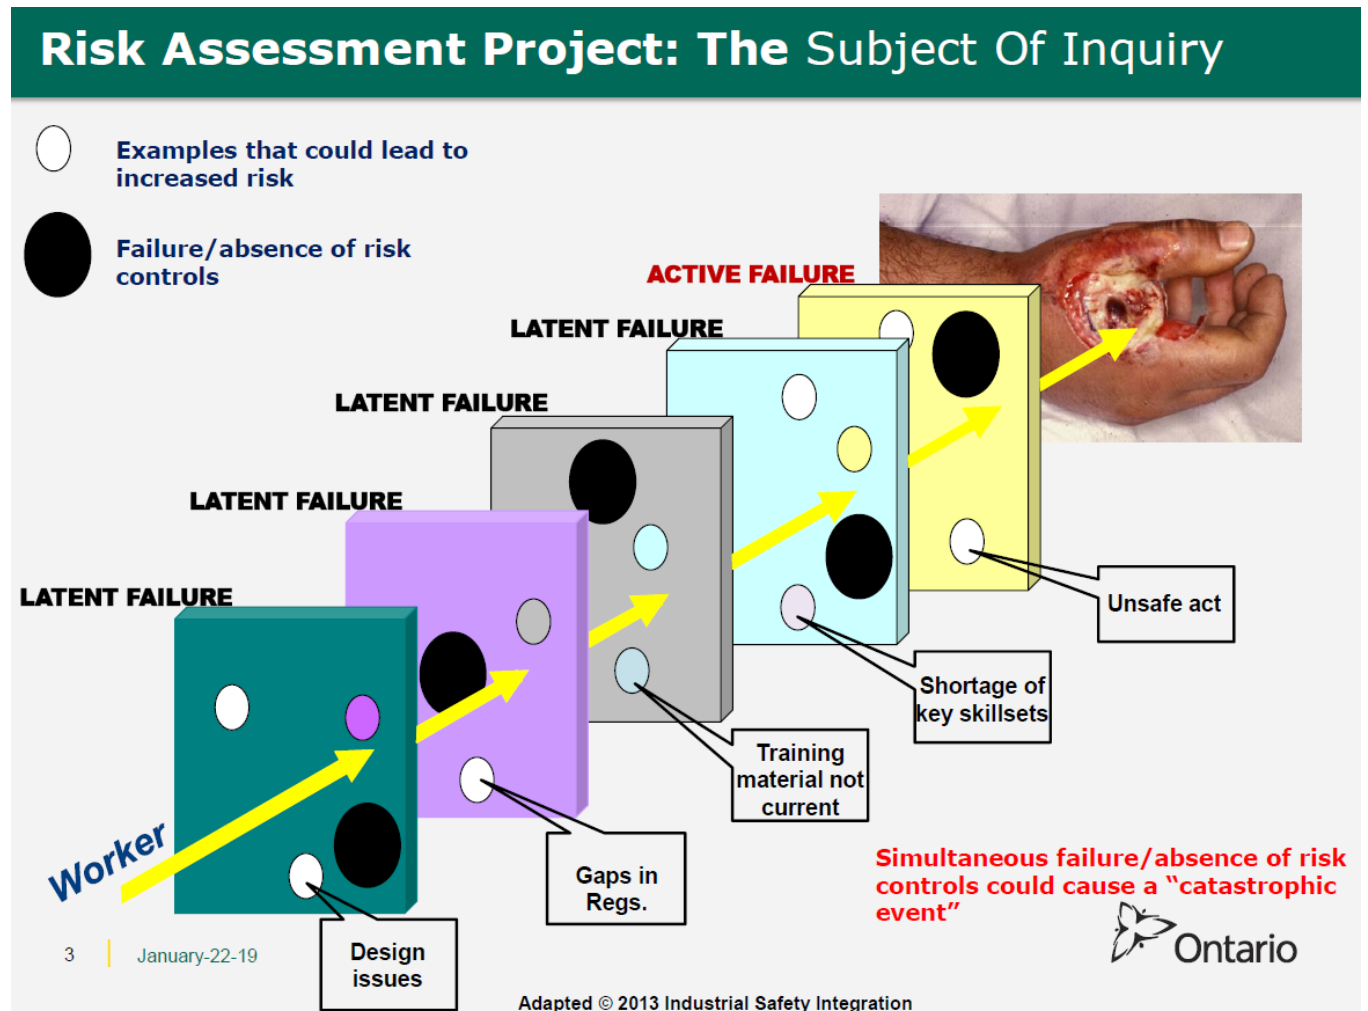 Risk Assessment Project: The Subject Of Inquiry
Examples that could lead to
increased risk
Failure/absence of risk
controls
ACTIVE FAILURE
LATENT FAILURE
LATENT FAILURE
LATENT FAILURE
LATENT FAILURE
Worker
Unsafe act
Shortage of
key skillsets
Training
material not
current
Gaps in
Regs.
Design
issues
Simultaneous failure/absence of risk
controls could cause a “catastrophic
event”
Ontario
3
January-22-19
Adapted © 2013 Industrial Safety Integration